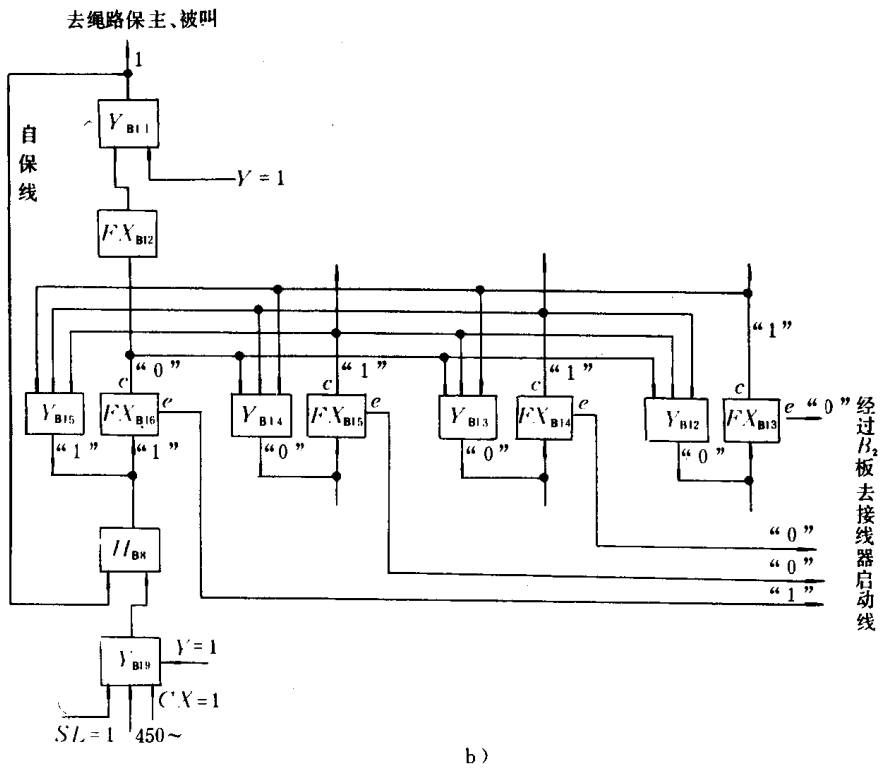 去绳路保主、被叫
1
Y_B11
自保线
Y=1
FX_B12
“0”
“1”
“1”
“1”
c
c
c
c
e
e
e
e “0”
Y_B15
FX_B16
Y_B14
FX_B15
Y_B13
FX_B14
Y_B12
FX_B13
“1”
“1”
“0”
“0”
“0”
经过B₂板去接线器启动线
H_B8
“0”
“0”
“1”
Y_B19
Y=1
CX=1
SL=1
450~
b)